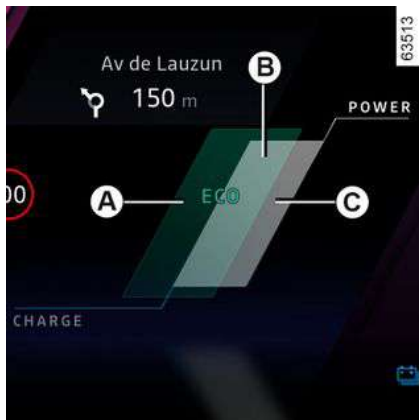 63513
Av de Lauzun
150 m
B
POWER
00
A
ECO
C
CHARGE